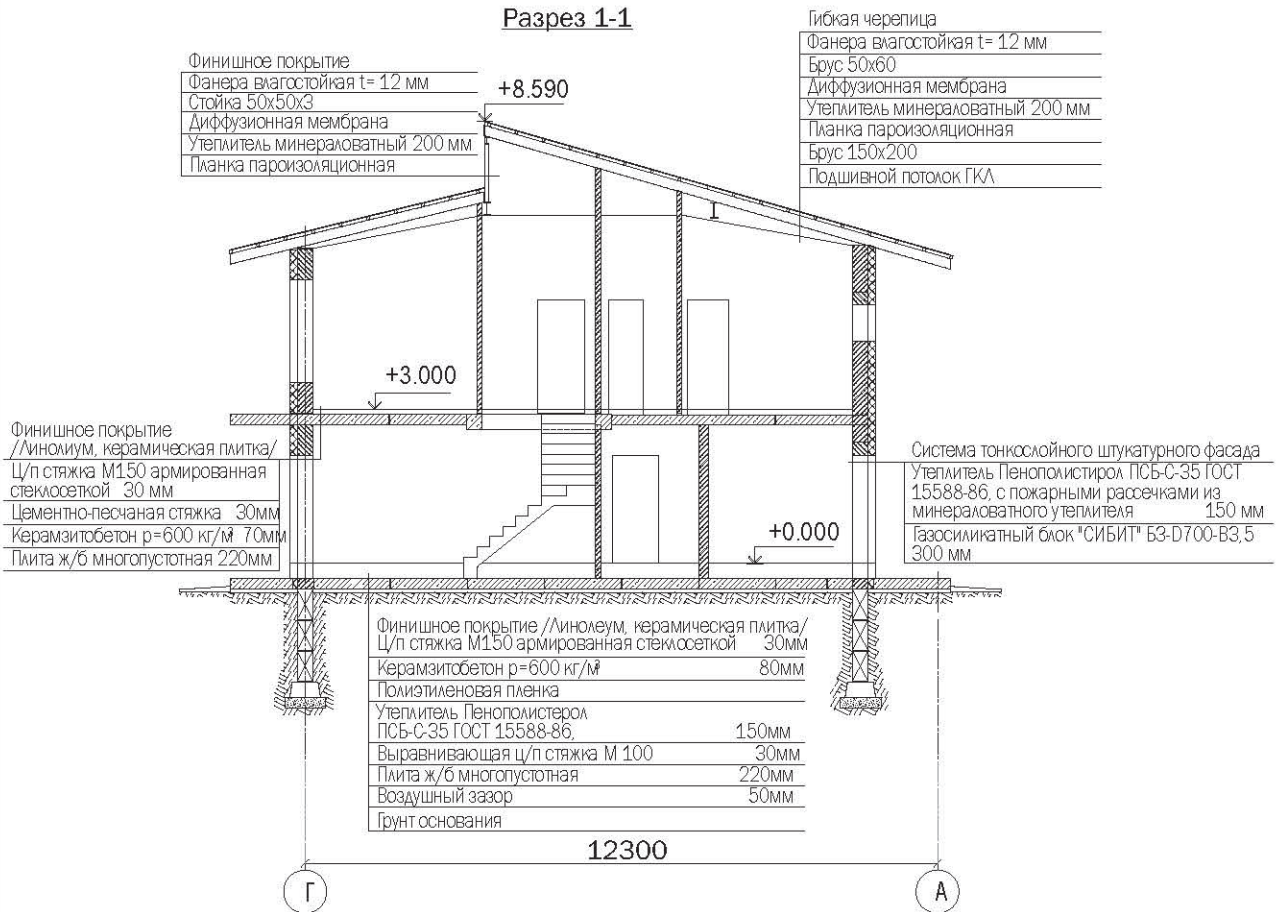 Разрез 1-1
Финишное покрытие
Фанера влагостойкая t= 12 мм
Стойка 50х50х3
Диффузионная мембрана
Утеплитель минераловатный 200 мм
Планка пароизоляционная
+8.590
Гибкая черепица
Фанера влагостойкая t= 12 мм
Брус 50х60
Диффузионная мембрана
Утеплитель минераловатный 200 мм
Планка пароизоляционная
Брус 150х200
Подшивной потолок ГКЛ
+3.000
Финишное покрытие
/Линолиум, керамическая плитка/
Ц/п стяжка М150 армированная
стеклосеткой 30 мм
Цементно-песчаная стяжка 30мм
Керамзитобетон р=600 кг/м³ 70мм
Плита ж/б многопустотная 220мм
Система тонкослойного штукатурного фасада
Утеплитель Пенополистирол ПСБ-С-35 ГОСТ
15588-86, с пожарными рассечками из
минераловатного утеплителя 150 мм
Газосиликатный блок "СИБИТ" Б3-D700-В3,5
300 мм
+0.000
Финишное покрытие /Линолеум, керамическая плитка/
Ц/п стяжка М150 армированная стеклосеткой 30мм
Керамзитобетон р=600 кг/м³ 80мм
Полиэтиленовая пленка
Утеплитель Пенополистерол
ПСБ-С-35 ГОСТ 15588-86, 150мм
Выравнивающая ц/п стяжка М 100 30мм
Плита ж/б многопустотная 220мм
Воздушный зазор 50мм
Грунт основания
12300
Г
А